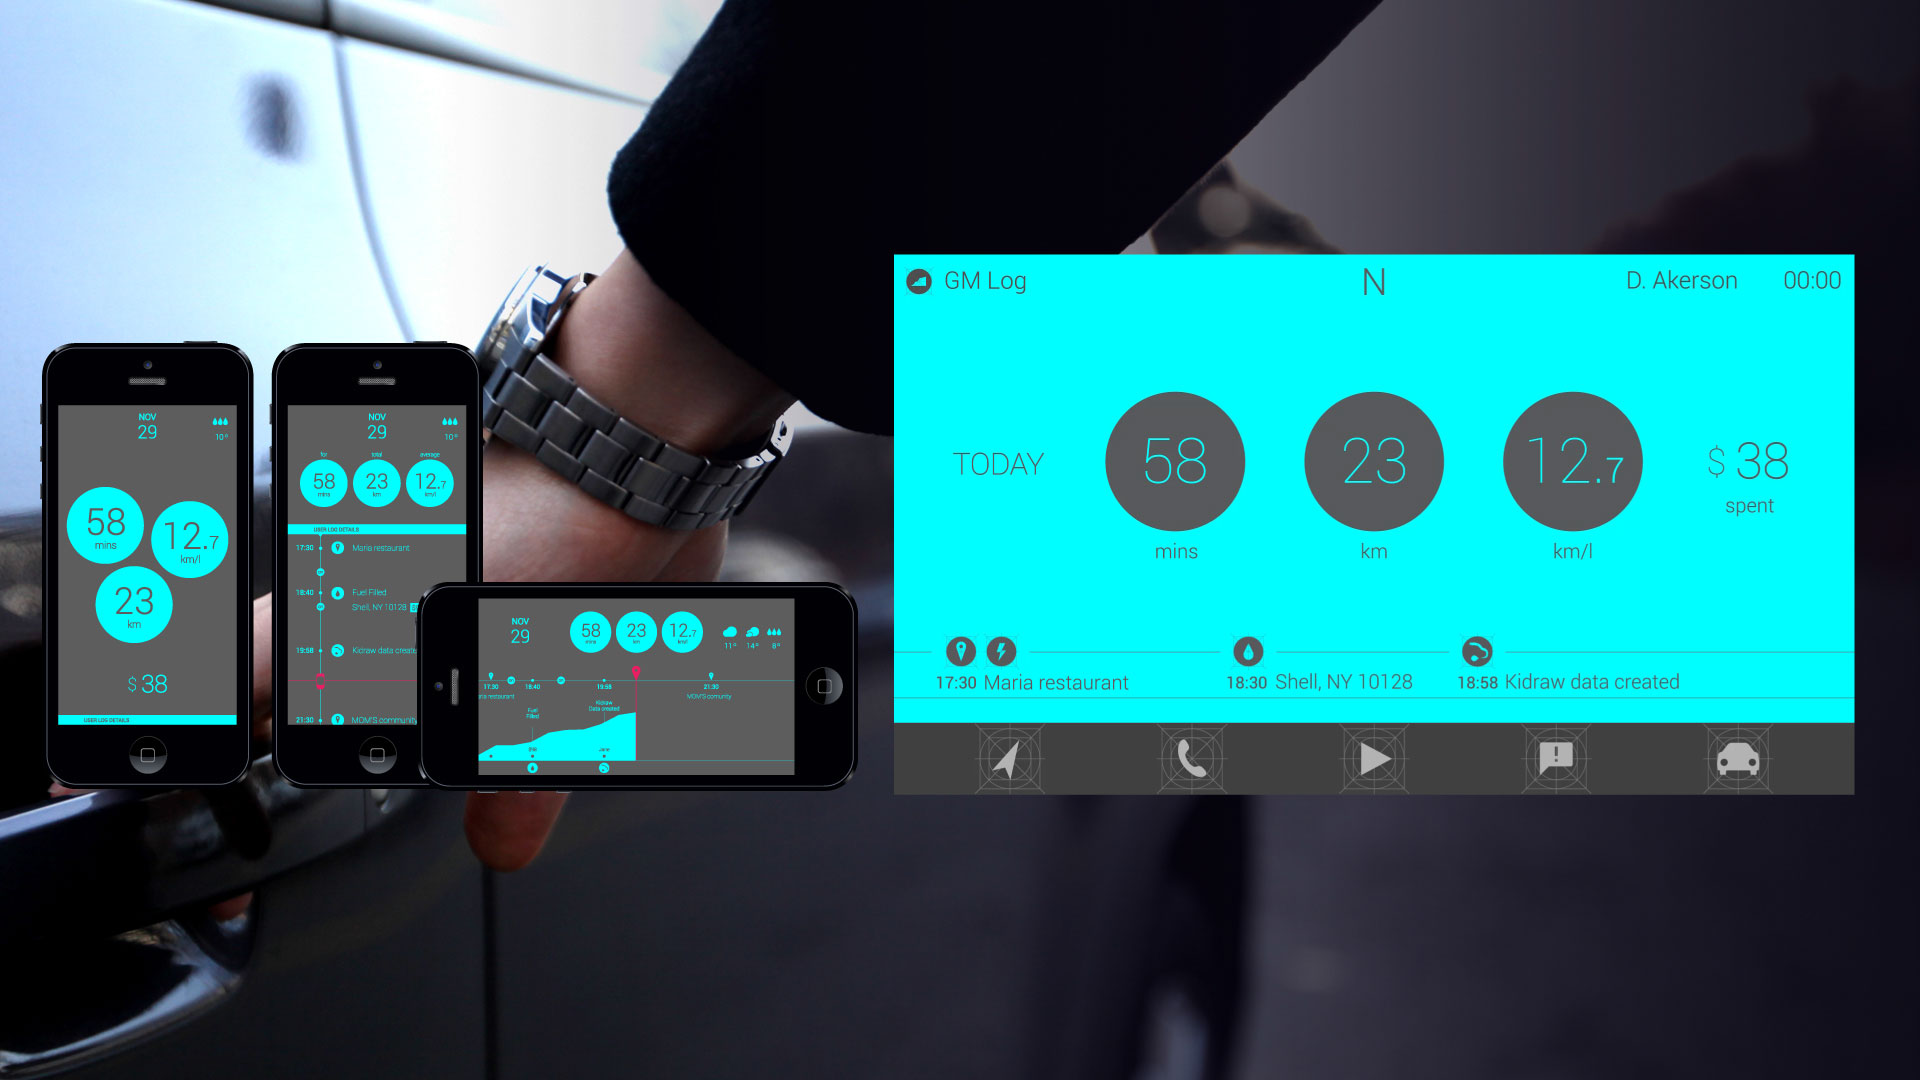 NOV
29
10°
58
mins
12.7
km/l
23
km
$ 38
USER LOG DETAILS
NOV
29
10°
for total average
58 23 12.7
mins km km/l
USER LOG DETAILS
17:30 Maria restaurant
18:40 Fuel Filled
Shell, NY 10128
19:58 Kidraw data create
21:30 MOM'S community
NOV
29
58 23 12.7
mins km km/l
11° 14° 8°
17:30 18:40 19:58 21:30
ria restaurant MOM'S comunity
Fuel
Filled
Kidraw
Data created
Jane
GM Log N D. Akerson 00:00
TODAY 58 23 12.7 $ 38
spent
mins km km/l
17:30 Maria restaurant 18:30 Shell, NY 10128 18:58 Kidraw data created